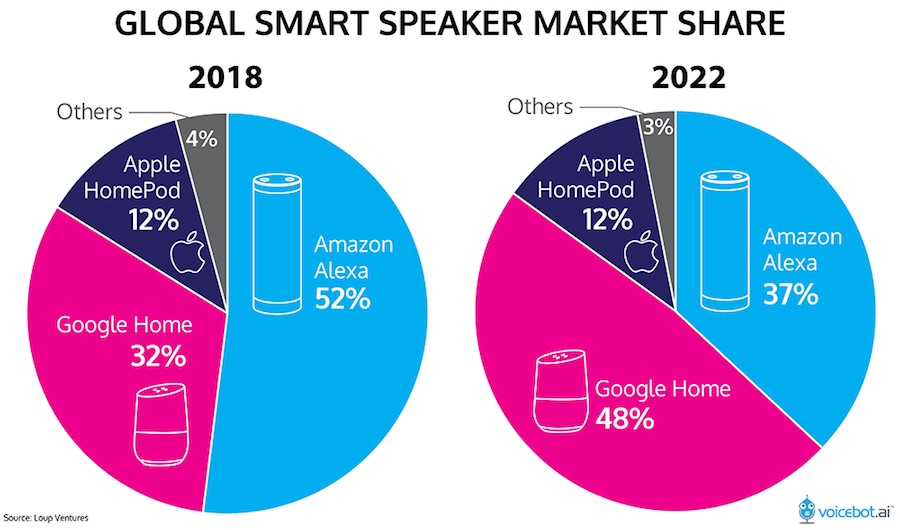 GLOBAL SMART SPEAKER MARKET SHARE
2018
Others
4%
Apple
HomePod
12%
Amazon
Alexa
52%
Google Home
32%
2022
Others
3%
Apple
HomePod
12%
Amazon
Alexa
37%
Google Home
48%
Source: Loup Ventures
voicebot.ai™